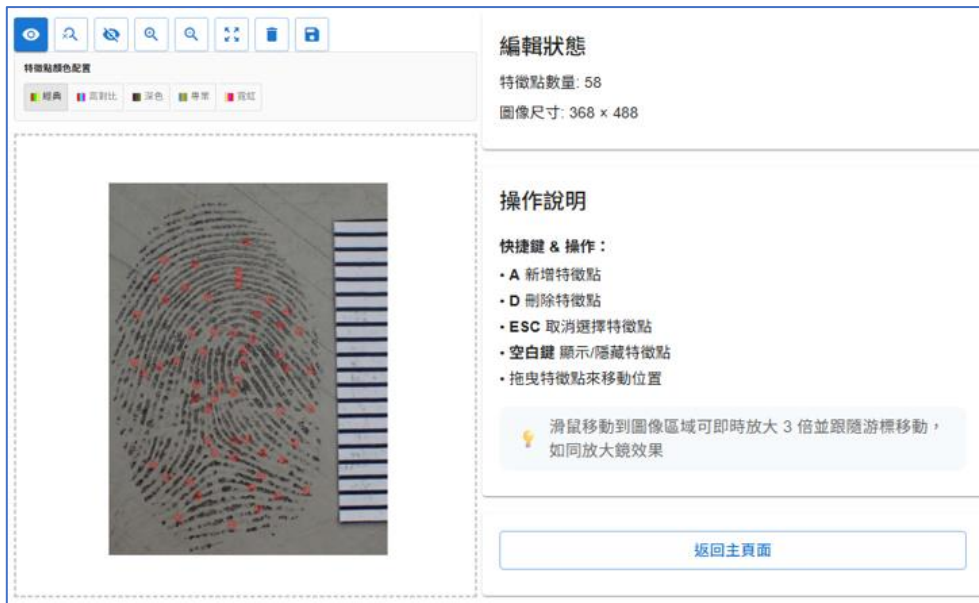 特徵點顏色配置
經典
高對比
深色
專業
霓虹
編輯狀態
特徵點數量: 58
圖像尺寸: 368 × 488
操作說明
快捷鍵 & 操作：
• A 新增特徵點
• D 刪除特徵點
• ESC 取消選擇特徵點
• 空白鍵 顯示/隱藏特徵點
• 拖曳特徵點來移動位置
滑鼠移動到圖像區域可即時放大 3 倍並跟隨游標移動，
如同放大鏡效果
返回主頁面